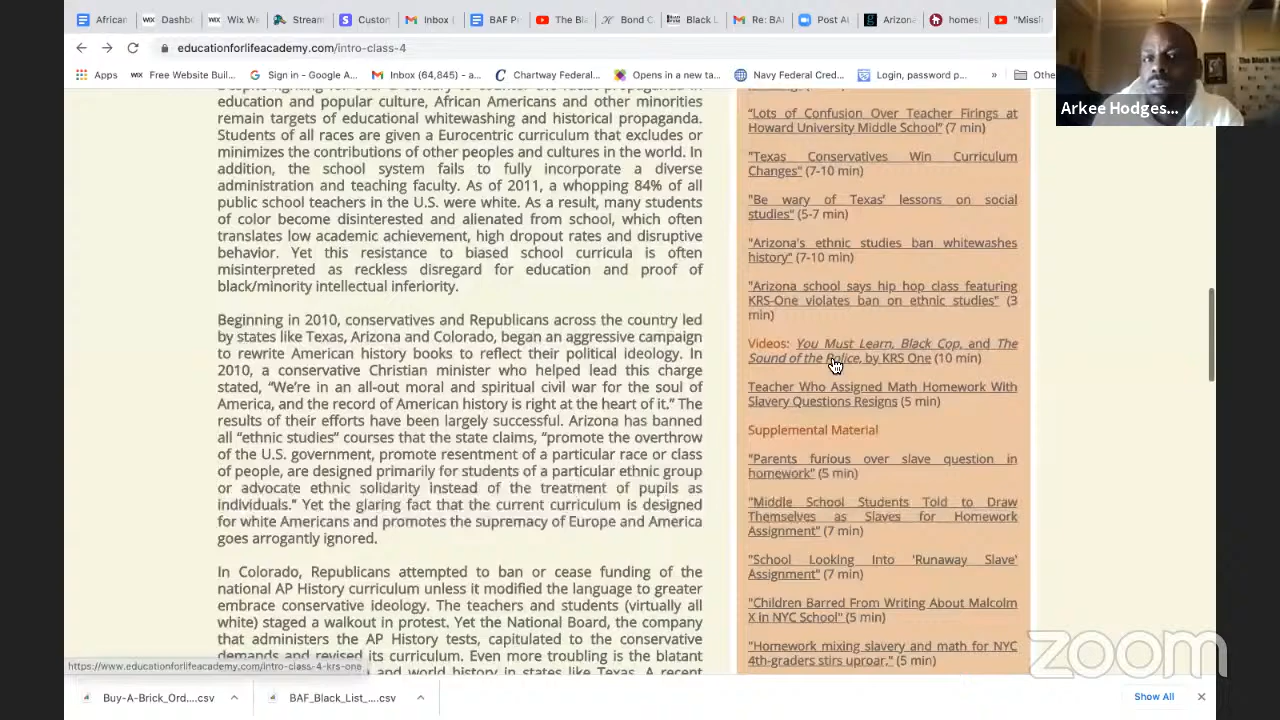 African
Dashbo
Wix We
Stream
Custon
Inbox (
BAF P
The Bla
Bond C
Black L
Re: BA
Post At
Arizona
homes
"Missi
educationforlifeacademy.com/intro-class-4
Apps
Free Website Buil...
Sign in - Google A...
Inbox (64,845) - a...
Chartway Federal...
Opens in a new ta...
Navy Federal Cred...
Login, password p...
»
Arkee Hodges...
education and popular culture, African Americans and other minorities
remain targets of educational whitewashing and historical propaganda.
Students of all races are given a Eurocentric curriculum that excludes or
minimizes the contributions of other peoples and cultures in the world. In
addition, the school system fails to fully incorporate a diverse
administration and teaching faculty. As of 2011, a whopping 84% of all
public school teachers in the U.S. were white. As a result, many students
of color become disinterested and alienated from school, which often
translates low academic achievement, high dropout rates and disruptive
behavior. Yet this resistance to biased school curricula is often
misinterpreted as reckless disregard for education and proof of
black/minority intellectual inferiority.
Beginning in 2010, conservatives and Republicans across the country led
by states like Texas, Arizona and Colorado, began an aggressive campaign
to rewrite American history books to reflect their political ideology. In
2010, a conservative Christian minister who helped lead this charge
stated, “We’re in an all-out moral and spiritual civil war for the soul of
America, and the record of American history is right at the heart of it.” The
results of their efforts have been largely successful. Arizona has banned
all “ethnic studies” courses that the state claims, “promote the overthrow
of the U.S. government, promote resentment of a particular race or class
of people, are designed primarily for students of a particular ethnic group
or advocate ethnic solidarity instead of the treatment of pupils as
individuals.” Yet the glaring fact that the current curriculum is designed
for white Americans and promotes the supremacy of Europe and America
goes arrogantly ignored.
In Colorado, Republicans attempted to ban or cease funding of the
national AP History curriculum unless it modified the language to greater
embrace conservative ideology. The teachers and students (virtually all
white) staged a walkout in protest. Yet the National Board, the company
that administers the AP History tests, capitulated to the conservative
demands and revised its curriculum. Even more troubling is the blatant
and world history in states like Texas. A recent
“Lots of Confusion Over Teacher Firings at
Howard University Middle School” (7 min)
"Texas Conservatives Win Curriculum
Changes" (7-10 min)
"Be wary of Texas' lessons on social
studies" (5-7 min)
"Arizona's ethnic studies ban whitewashes
history" (7-10 min)
"Arizona school says hip hop class featuring
KRS-One violates ban on ethnic studies" (3
min)
Videos: You Must Learn, Black Cop, and The
Sound of the Police, by KRS One (10 min)
Teacher Who Assigned Math Homework With
Slavery Questions Resigns (5 min)
Supplemental Material
"Parents furious over slave question in
homework" (5 min)
"Middle School Students Told to Draw
Themselves as Slaves for Homework
Assignment" (7 min)
"School Looking Into 'Runaway Slave'
Assignment" (7 min)
"Children Barred From Writing About Malcolm
X in NYC School" (5 min)
"Homework mixing slavery and math for NYC
4th-graders stirs uproar," (5 min)
zoom
https://www.educationforlifeacademy.com/intro-class-4-krs-one
Buy-A-Brick_Ord....csv
BAF_Black_List_....csv
Show All